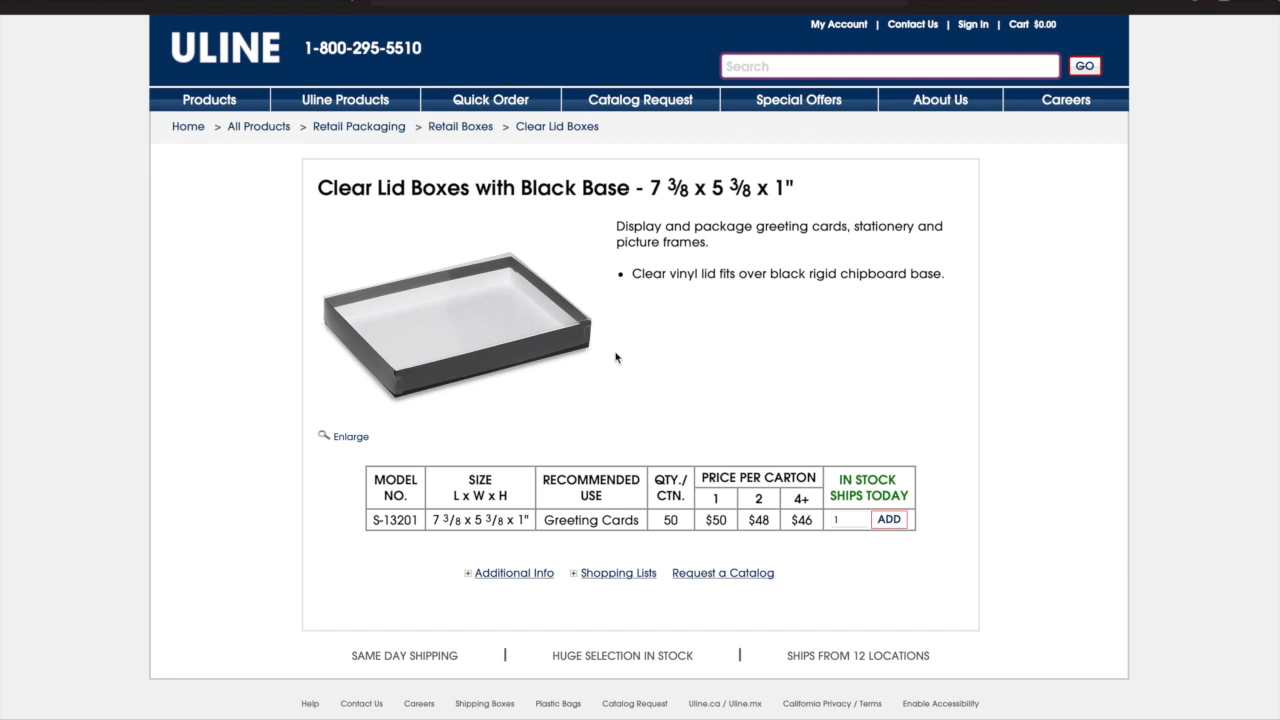 My Account | Contact Us | Sign In | Cart $0.00
ULINE 1-800-295-5510
Search GO
Products Uline Products Quick Order Catalog Request Special Offers About Us Careers
Home > All Products > Retail Packaging > Retail Boxes > Clear Lid Boxes
Clear Lid Boxes with Black Base - 7 3/8 x 5 3/8 x 1"
Display and package greeting cards, stationery and
picture frames.
• Clear vinyl lid fits over black rigid chipboard base.
Enlarge
MODEL NO. SIZE L x W x H RECOMMENDED USE QTY./ CTN. PRICE PER CARTON IN STOCK SHIPS TODAY
1 2 4+
S-13201 7 3/8 x 5 3/8 x 1" Greeting Cards 50 $50 $48 $46 1 ADD
Additional Info Shopping Lists Request a Catalog
SAME DAY SHIPPING | HUGE SELECTION IN STOCK | SHIPS FROM 12 LOCATIONS
Help Contact Us Careers Shipping Boxes Plastic Bags Catalog Request Uline.ca / Uline.mx California Privacy / Terms Enable Accessibility